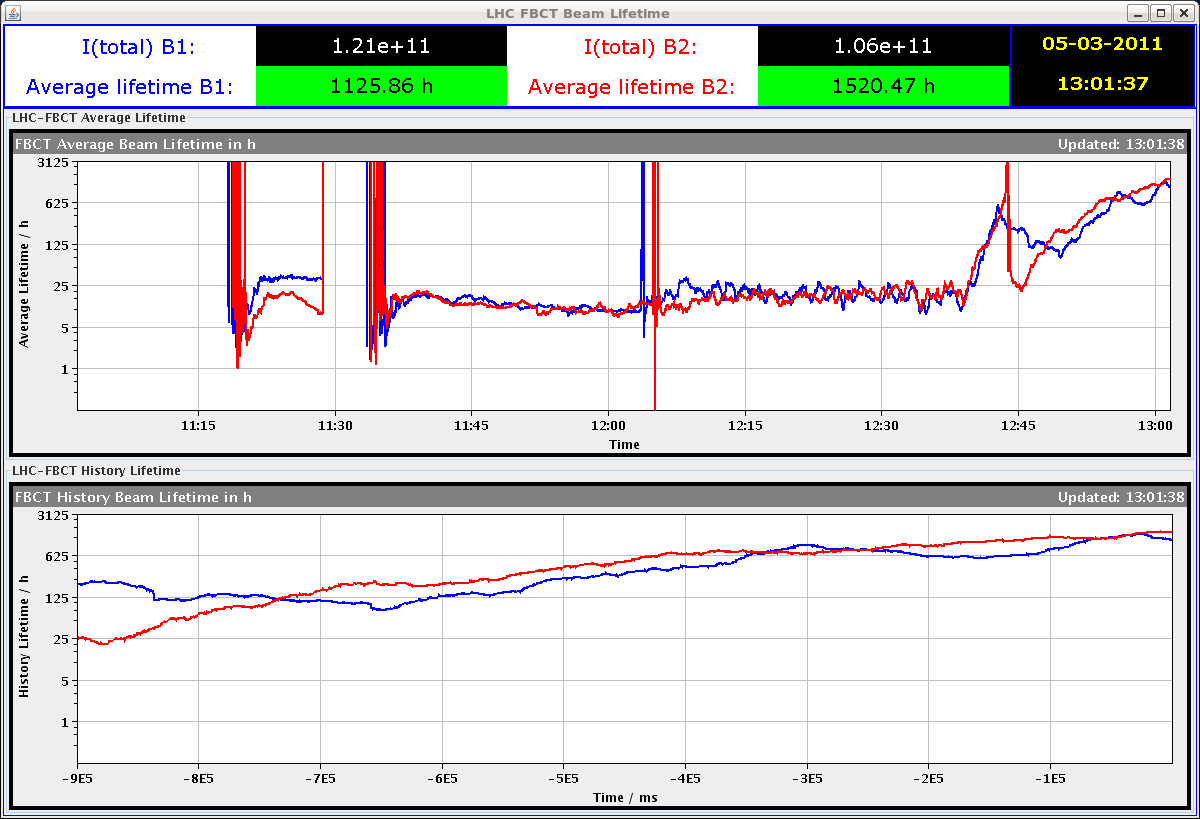 LHC FBCT Beam Lifetime
I(total) B1: 1.21e+11 I(total) B2: 1.06e+11 05-03-2011
Average lifetime B1: 1125.86 h Average lifetime B2: 1520.47 h 13:01:37
LHC-FBCT Average Lifetime
FBCT Average Beam Lifetime in h Updated: 13:01:38
3125
625
125
25
5
1
Average Lifetime / h
11:15 11:30 11:45 12:00 12:15 12:30 12:45 13:00
Time
LHC-FBCT History Lifetime
FBCT History Beam Lifetime in h Updated: 13:01:38
3125
625
125
25
5
1
History Lifetime / h
-9E5 -8E5 -7E5 -6E5 -5E5 -4E5 -3E5 -2E5 -1E5
Time / ms